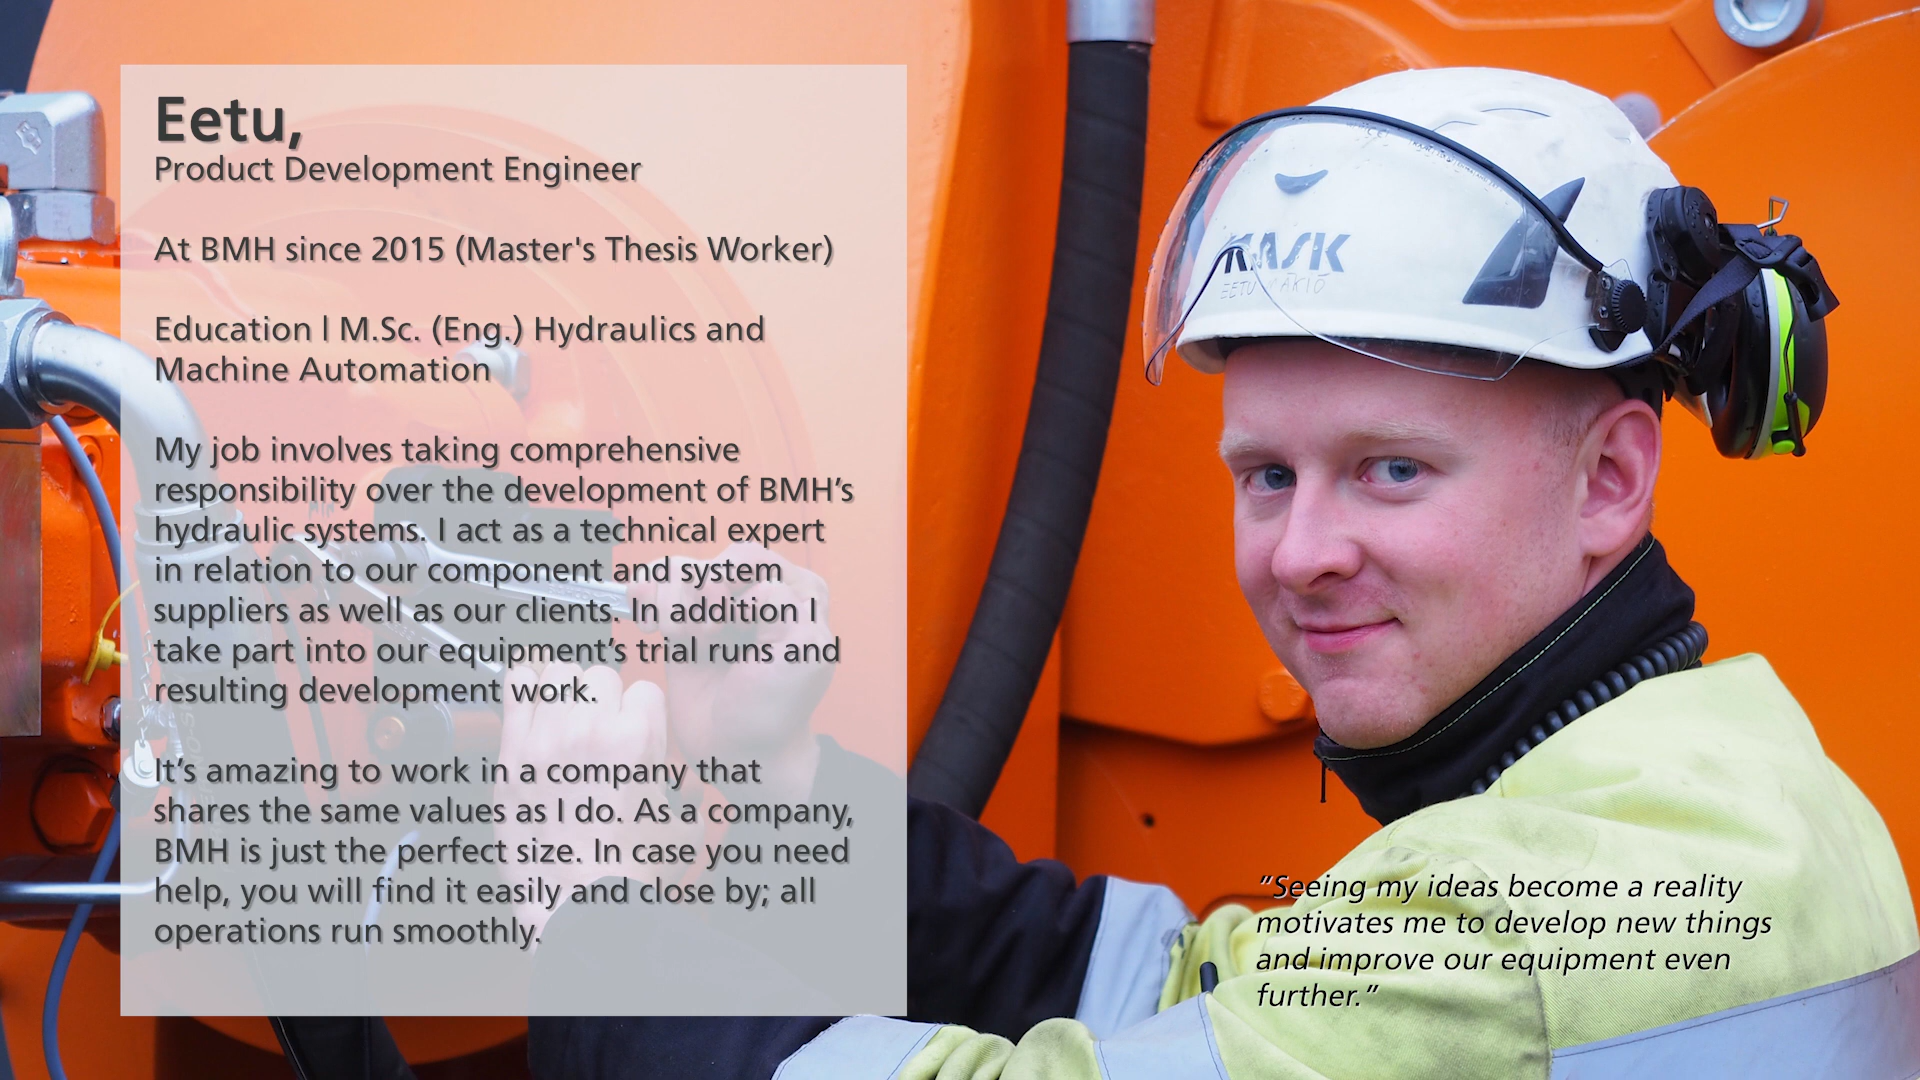 Eetu,
Product Development Engineer
At BMH since 2015 (Master's Thesis Worker)
Education | M.Sc. (Eng.) Hydraulics and
Machine Automation
My job involves taking comprehensive
responsibility over the development of BMH’s
hydraulic systems. I act as a technical expert
in relation to our component and system
suppliers as well as our clients. In addition I
take part into our equipment’s trial runs and
resulting development work.
It’s amazing to work in a company that
shares the same values as I do. As a company,
BMH is just the perfect size. In case you need
help, you will find it easily and close by; all
operations run smoothly.
KASK
EETU MÄKIÖ
KASK
“Seeing my ideas become a reality
motivates me to develop new things
and improve our equipment even
further.”